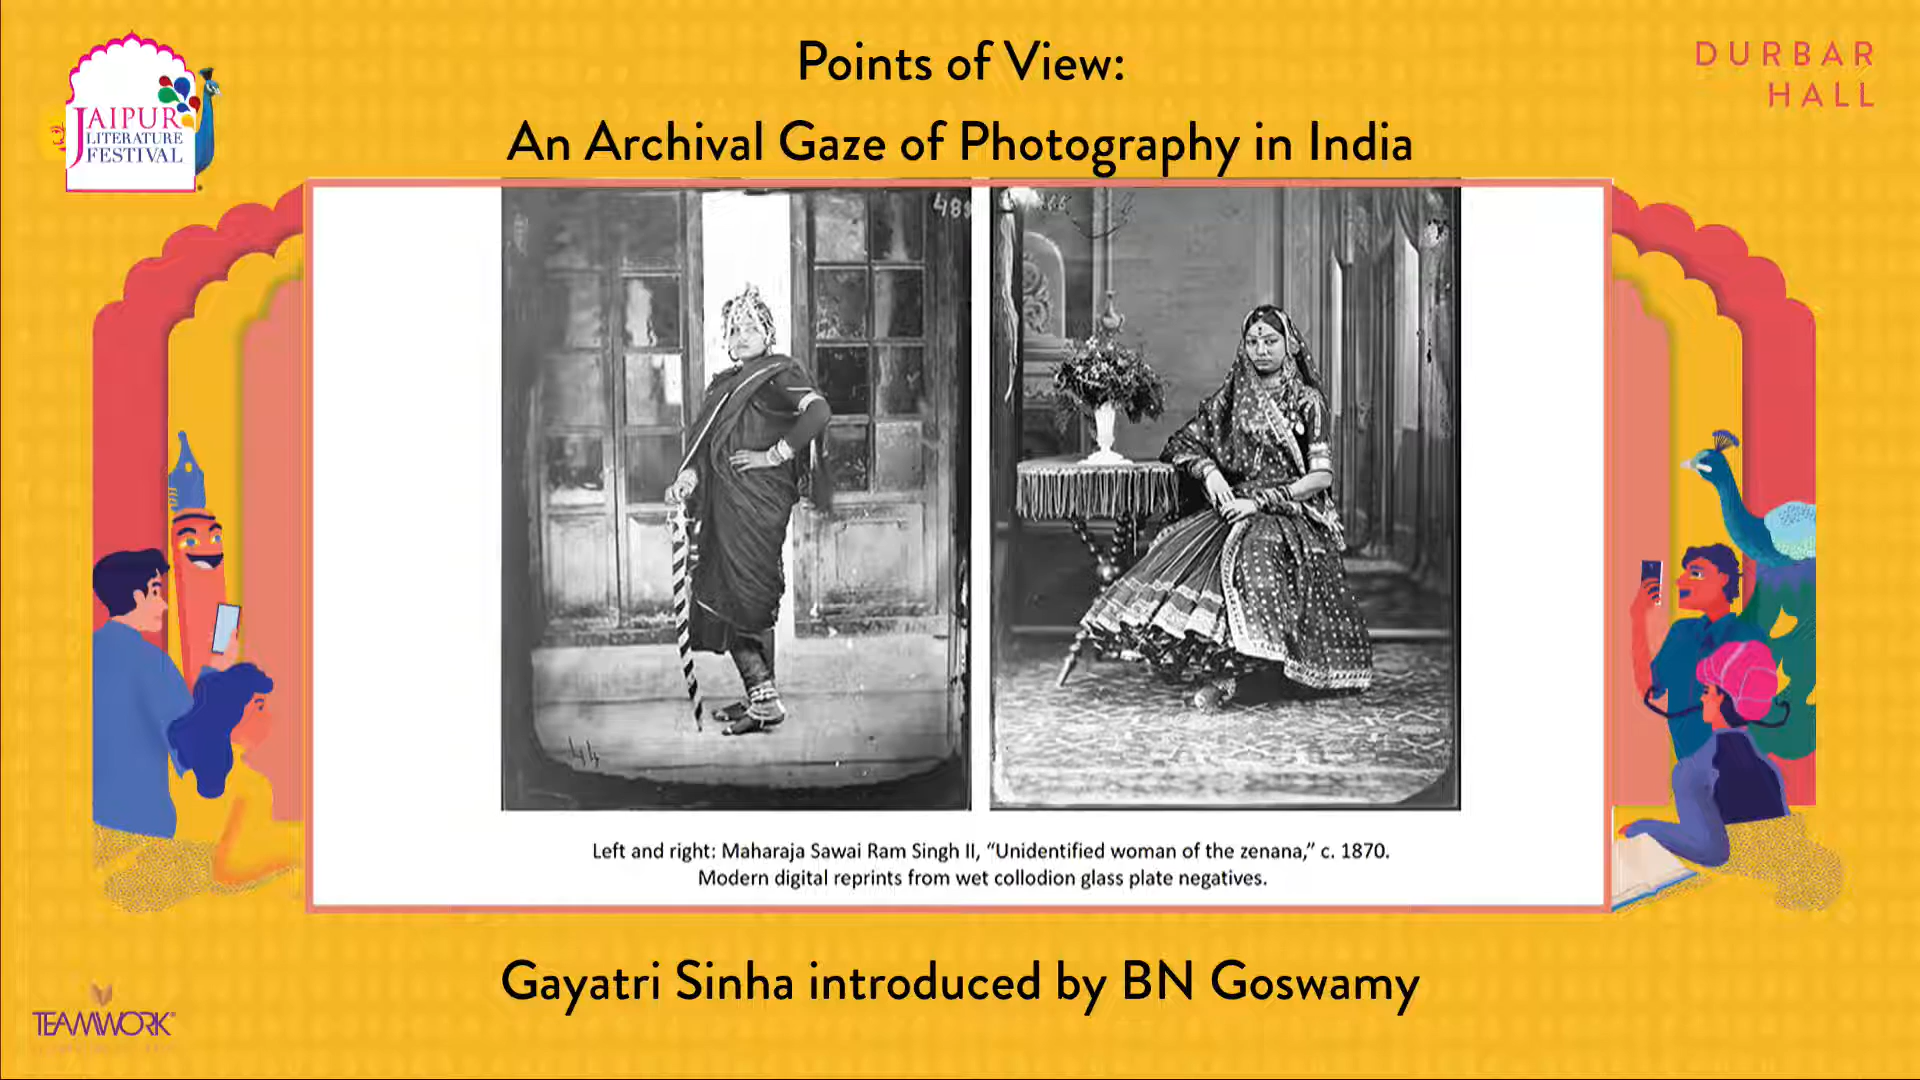 Points of View:
An Archival Gaze of Photography in India
JAIPUR
LITERATURE
FESTIVAL
DURBAR
HALL
44
Left and right: Maharaja Sawai Ram Singh II, “Unidentified woman of the zenana,” c. 1870.
Modern digital reprints from wet collodion glass plate negatives.
Gayatri Sinha introduced by BN Goswamy
TEAMWORK